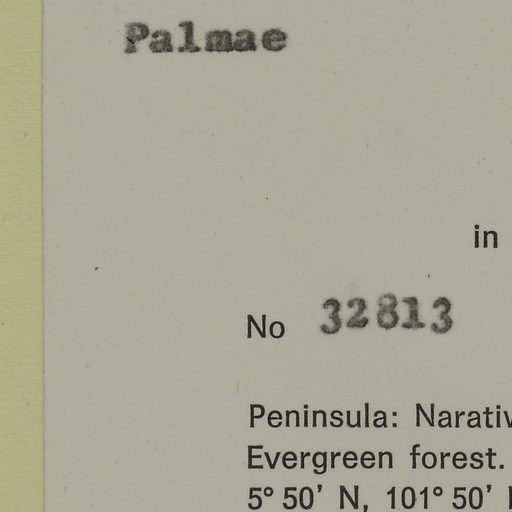 Palmae
in
No 32813
Peninsula: Narativ
Evergreen forest.
5° 50' N, 101° 50'